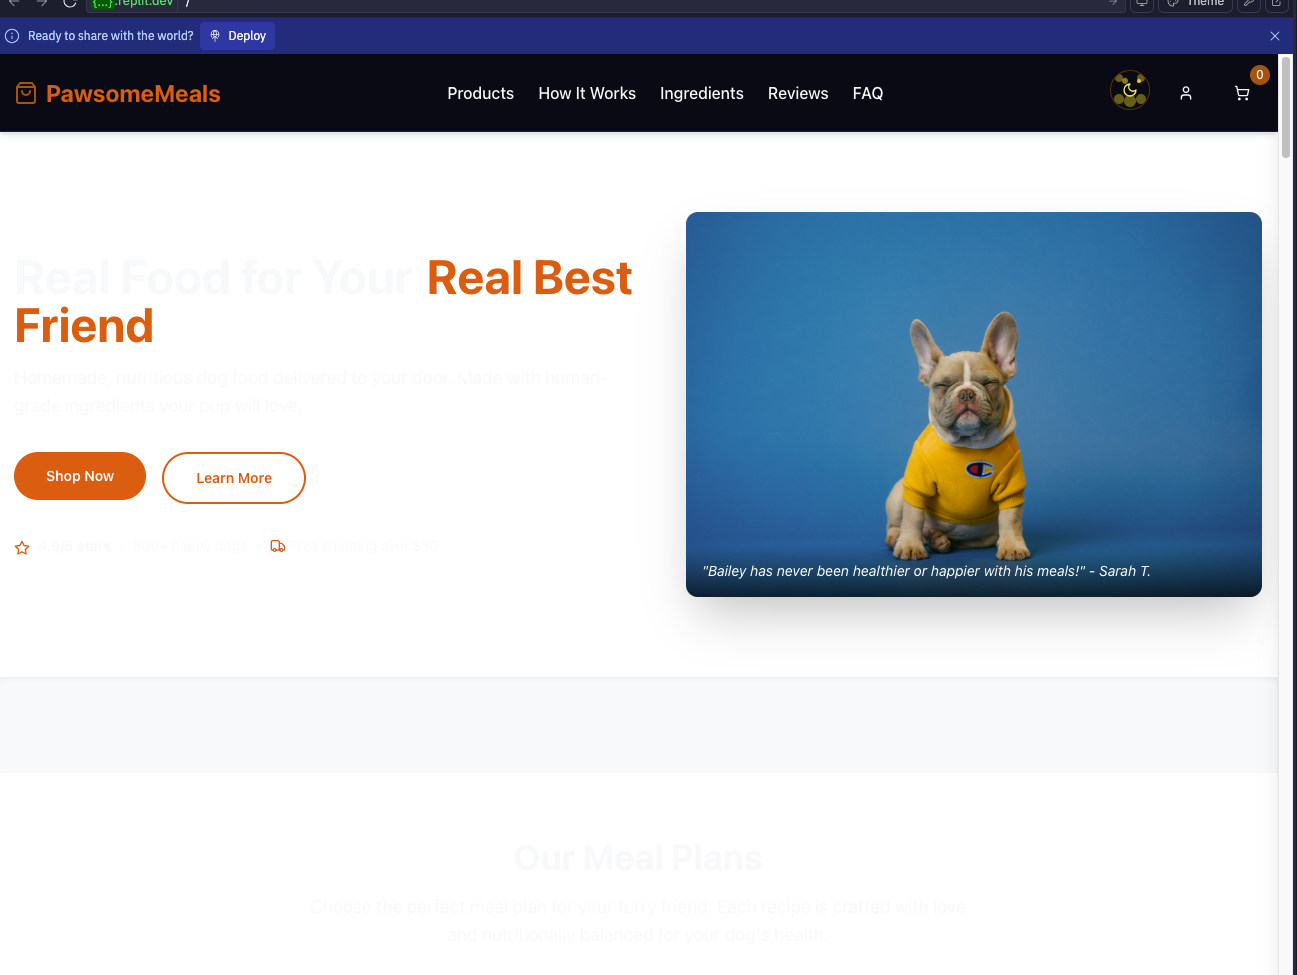 {...}.replit.dev /
Theme
Ready to share with the world? Deploy
PawsomeMeals
Products How It Works Ingredients Reviews FAQ
0
Real Food for Your Real Best
Friend
Homemade, nutritious dog food delivered to your door. Made with human-
grade ingredients your pup will love.
Shop Now Learn More
4.9/5 stars 500+ happy dogs Free shipping over $50
"Bailey has never been healthier or happier with his meals!" - Sarah T.
Our Meal Plans
Choose the perfect meal plan for your furry friend. Each recipe is crafted with love
and nutritionally balanced for your dog's health.